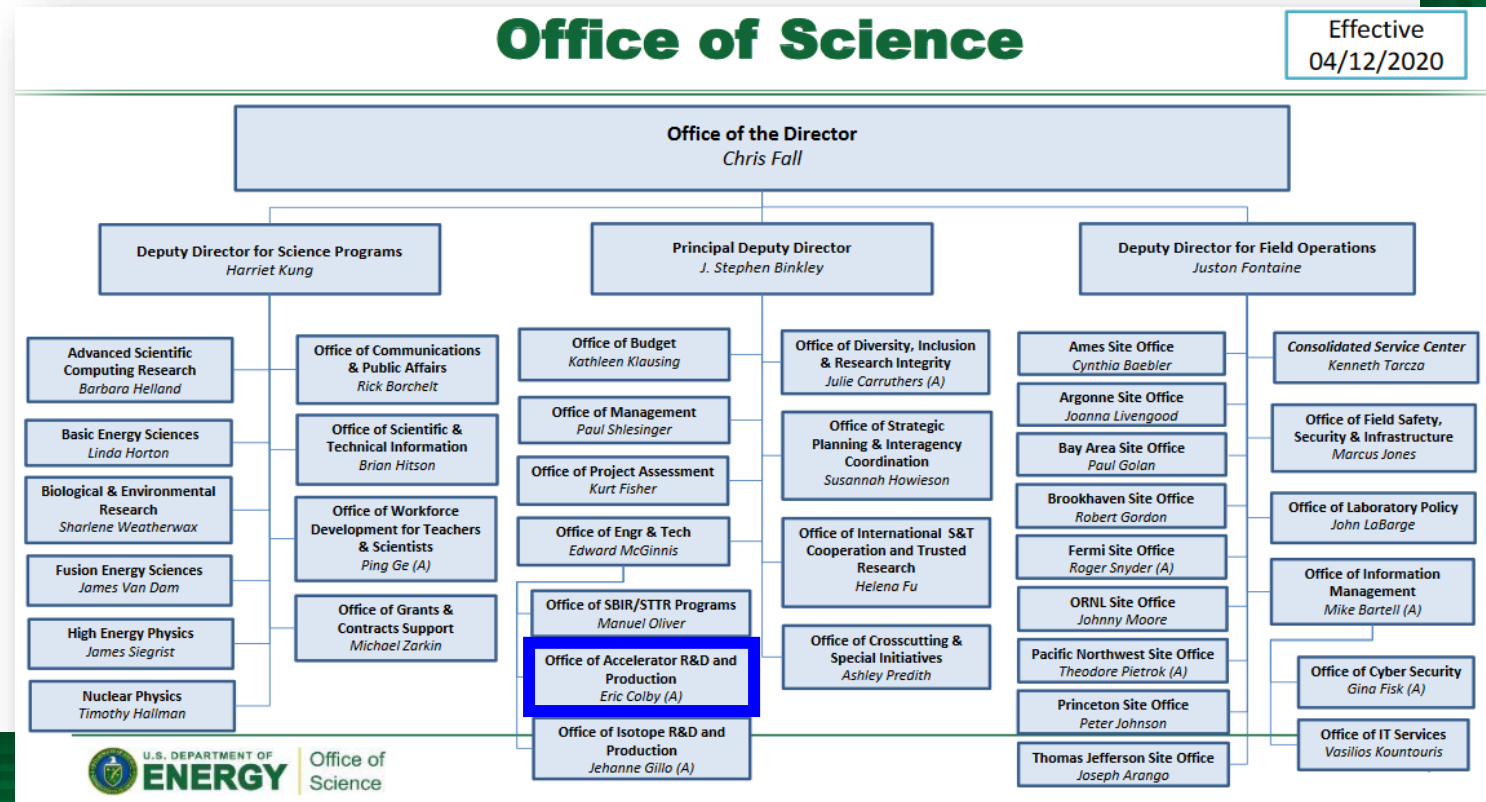 Office of Science
Effective
04/12/2020
Office of the Director
Chris Fall
Deputy Director for Science Programs
Harriet Kung
Principal Deputy Director
J. Stephen Binkley
Deputy Director for Field Operations
Juston Fontaine
Advanced Scientific
Computing Research
Barbara Helland
Basic Energy Sciences
Linda Horton
Biological & Environmental
Research
Sharlene Weatherwax
Fusion Energy Sciences
James Van Dam
High Energy Physics
James Siegrist
Nuclear Physics
Timothy Hallman
Office of Communications
& Public Affairs
Rick Borchelt
Office of Scientific &
Technical Information
Brian Hitson
Office of Workforce
Development for Teachers
& Scientists
Ping Ge (A)
Office of Grants &
Contracts Support
Michael Zarkin
Office of Budget
Kathleen Klausing
Office of Management
Paul Shlesinger
Office of Project Assessment
Kurt Fisher
Office of Engr & Tech
Edward McGinnis
Office of SBIR/STTR Programs
Manuel Oliver
Office of Accelerator R&D and
Production
Eric Colby (A)
Office of Isotope R&D and
Production
Jehanne Gillo (A)
Office of Diversity, Inclusion
& Research Integrity
Julie Carruthers (A)
Office of Strategic
Planning & Interagency
Coordination
Susannah Howieson
Office of International S&T
Cooperation and Trusted
Research
Helena Fu
Office of Crosscutting &
Special Initiatives
Ashley Predith
Ames Site Office
Cynthia Baebler
Argonne Site Office
Joanna Livengood
Bay Area Site Office
Paul Golan
Brookhaven Site Office
Robert Gordon
Fermi Site Office
Roger Snyder (A)
ORNL Site Office
Johnny Moore
Pacific Northwest Site Office
Theodore Pietrok (A)
Princeton Site Office
Peter Johnson
Thomas Jefferson Site Office
Joseph Arango
Consolidated Service Center
Kenneth Tarcza
Office of Field Safety,
Security & Infrastructure
Marcus Jones
Office of Laboratory Policy
John LaBarge
Office of Information
Management
Mike Bartell (A)
Office of Cyber Security
Gina Fisk (A)
Office of IT Services
Vasilios Kountouris
U.S. DEPARTMENT OF
ENERGY
Office of
Science